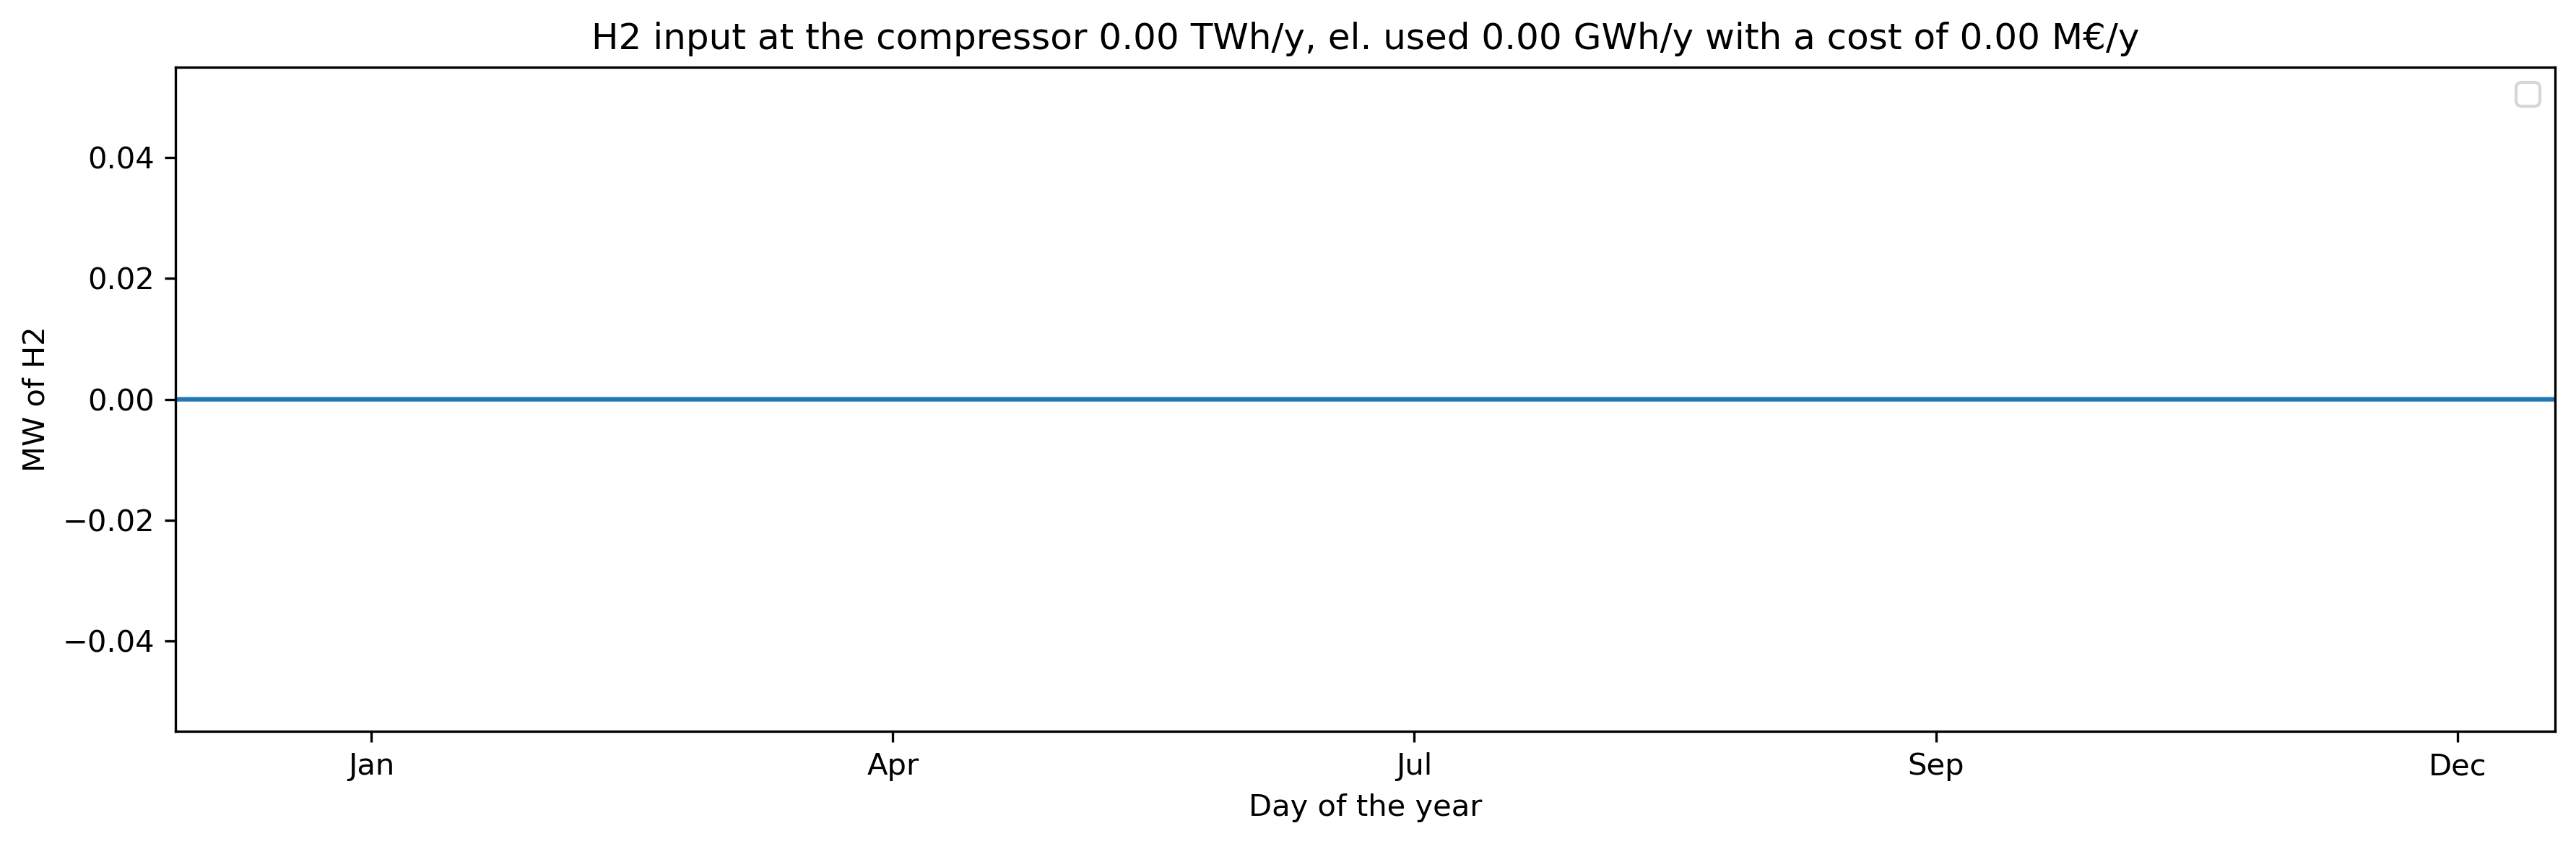 H2 input at the compressor 0.00 TWh/y, el. used 0.00 GWh/y with a cost of 0.00 M€/y
0.04
0.02
0.00
−0.02
−0.04
MW of H2
Jan Apr Jul Sep Dec
Day of the year